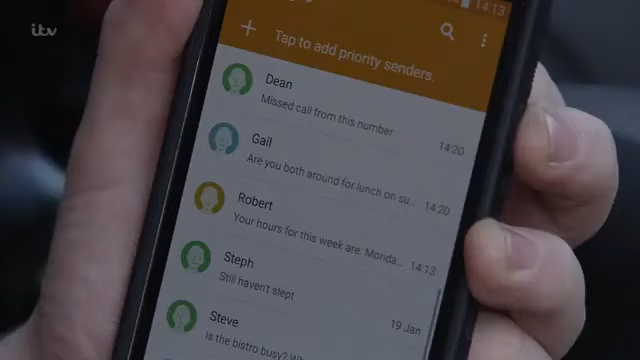 itv
14:13
Tap to add priority senders.
Dean
Missed call from this number
14:20
Gail
Are you both around for lunch on su...
14:20
Robert
Your hours for this week are: Monda...
14:13
Steph
Still haven't slept
19 Jan
Steve
Is the bistro busy?